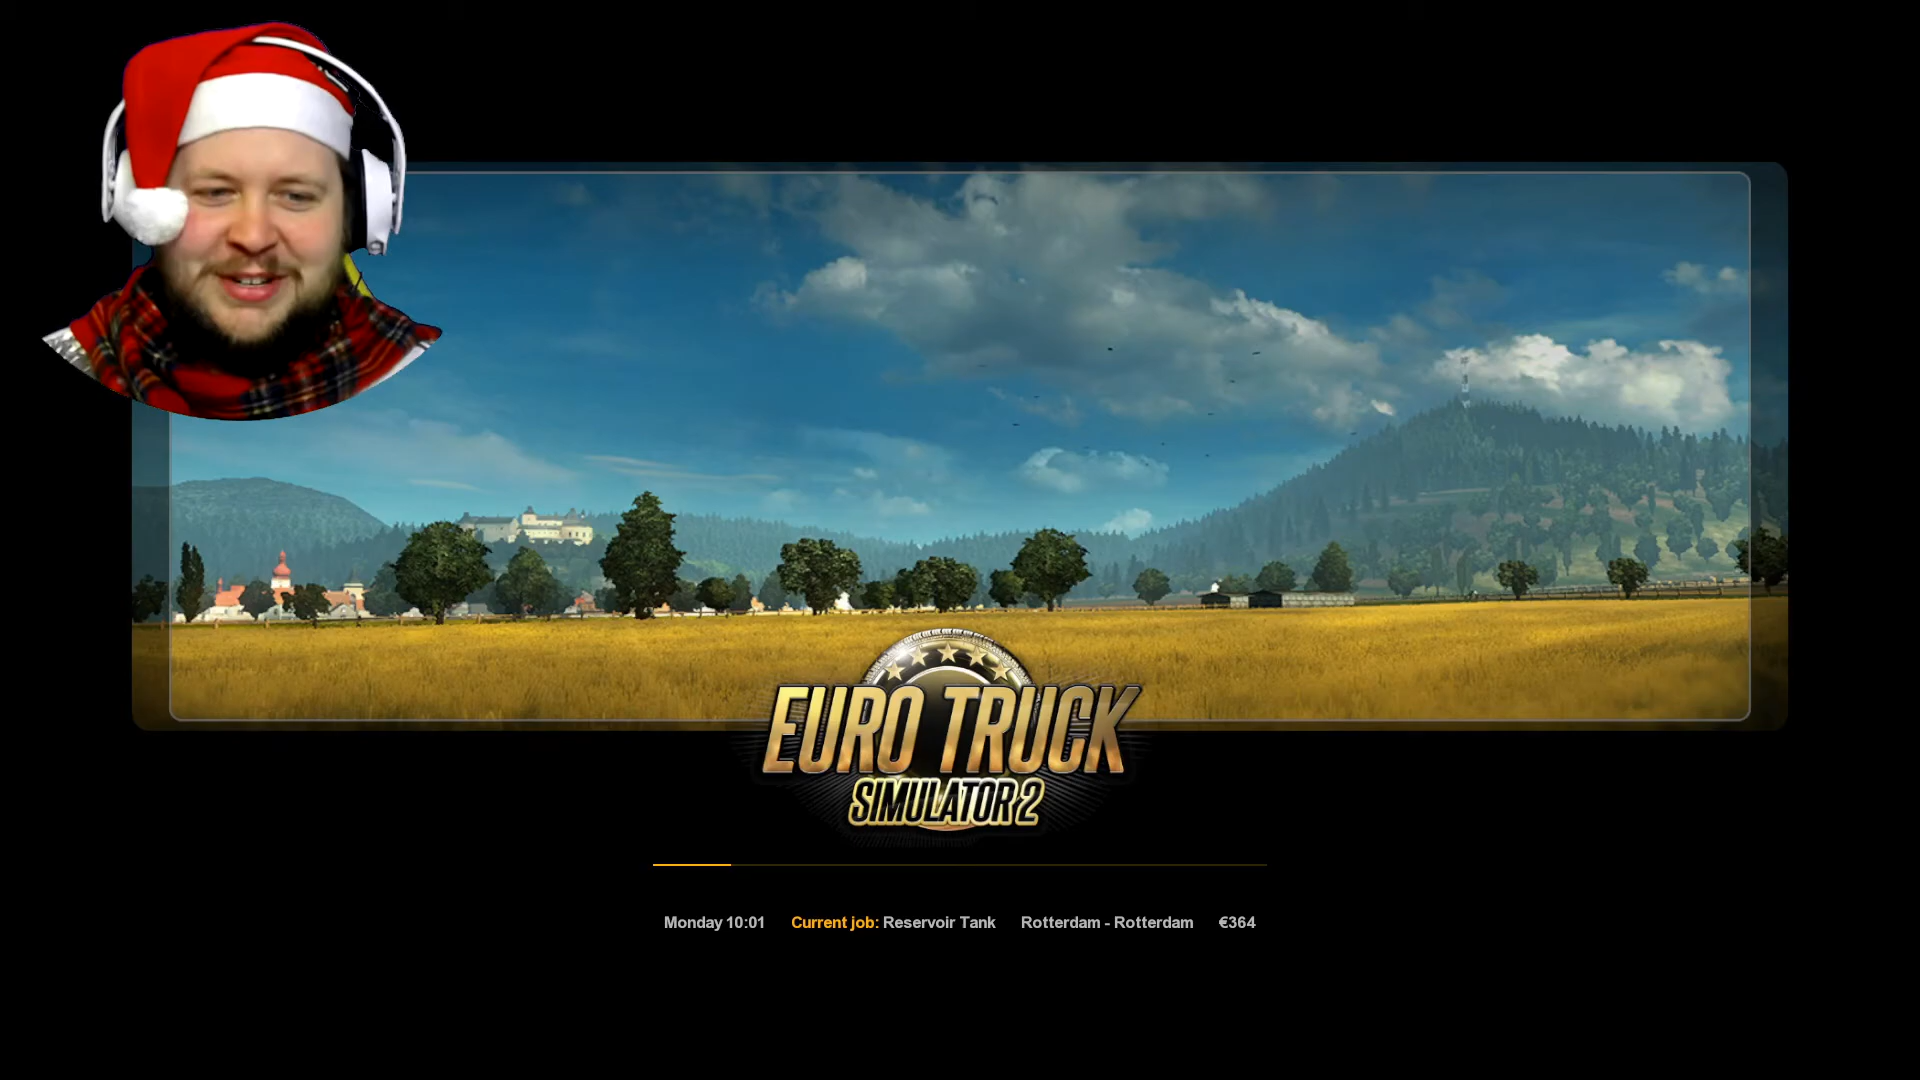 EURO TRUCK
SIMULATOR 2
Monday 10:01 Current job: Reservoir Tank Rotterdam - Rotterdam €364